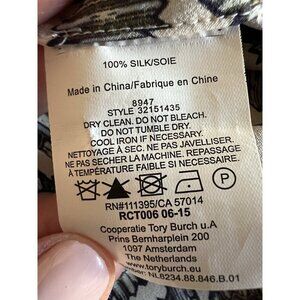 100% SILK/SOIE
Made in China/Fabrique en Chine
8947
STYLE 32151435
DRY CLEAN. DO NOT BLEACH.
DO NOT TUMBLE DRY.
COOL IRON IF NECESSARY.
NETTOYAGE À SEC. NE PAS JAVELLISER.
NE PAS SECHER LA MACHINE. REPASSAGE
À TEMPÉRATURE FAIBLE SI NÉCESSAIRE.
P
RN#111395/CA 57014
RCT006 06-15
Cooperatie Tory Burch u.A
Prins Bernharplein 200
1097 Amsterdam
The Netherlands
www.toryburch.eu
NL8234.88.846.B.01